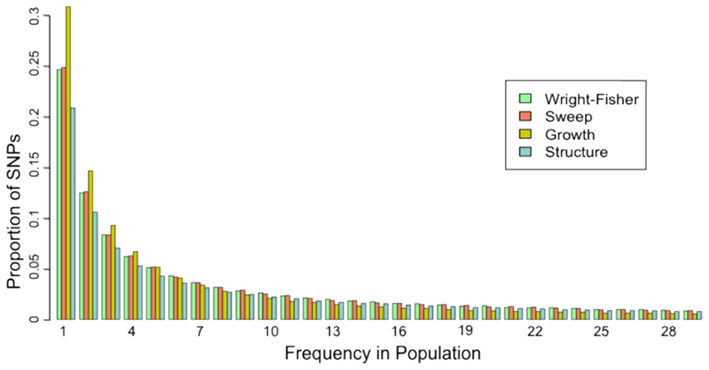 0.3
0.25
0.2
0.15
0.1
0.05
0
Proportion of SNPs
Wright-Fisher
Sweep
Growth
Structure
1 4 7 10 13 16 19 22 25 28
Frequency in Population